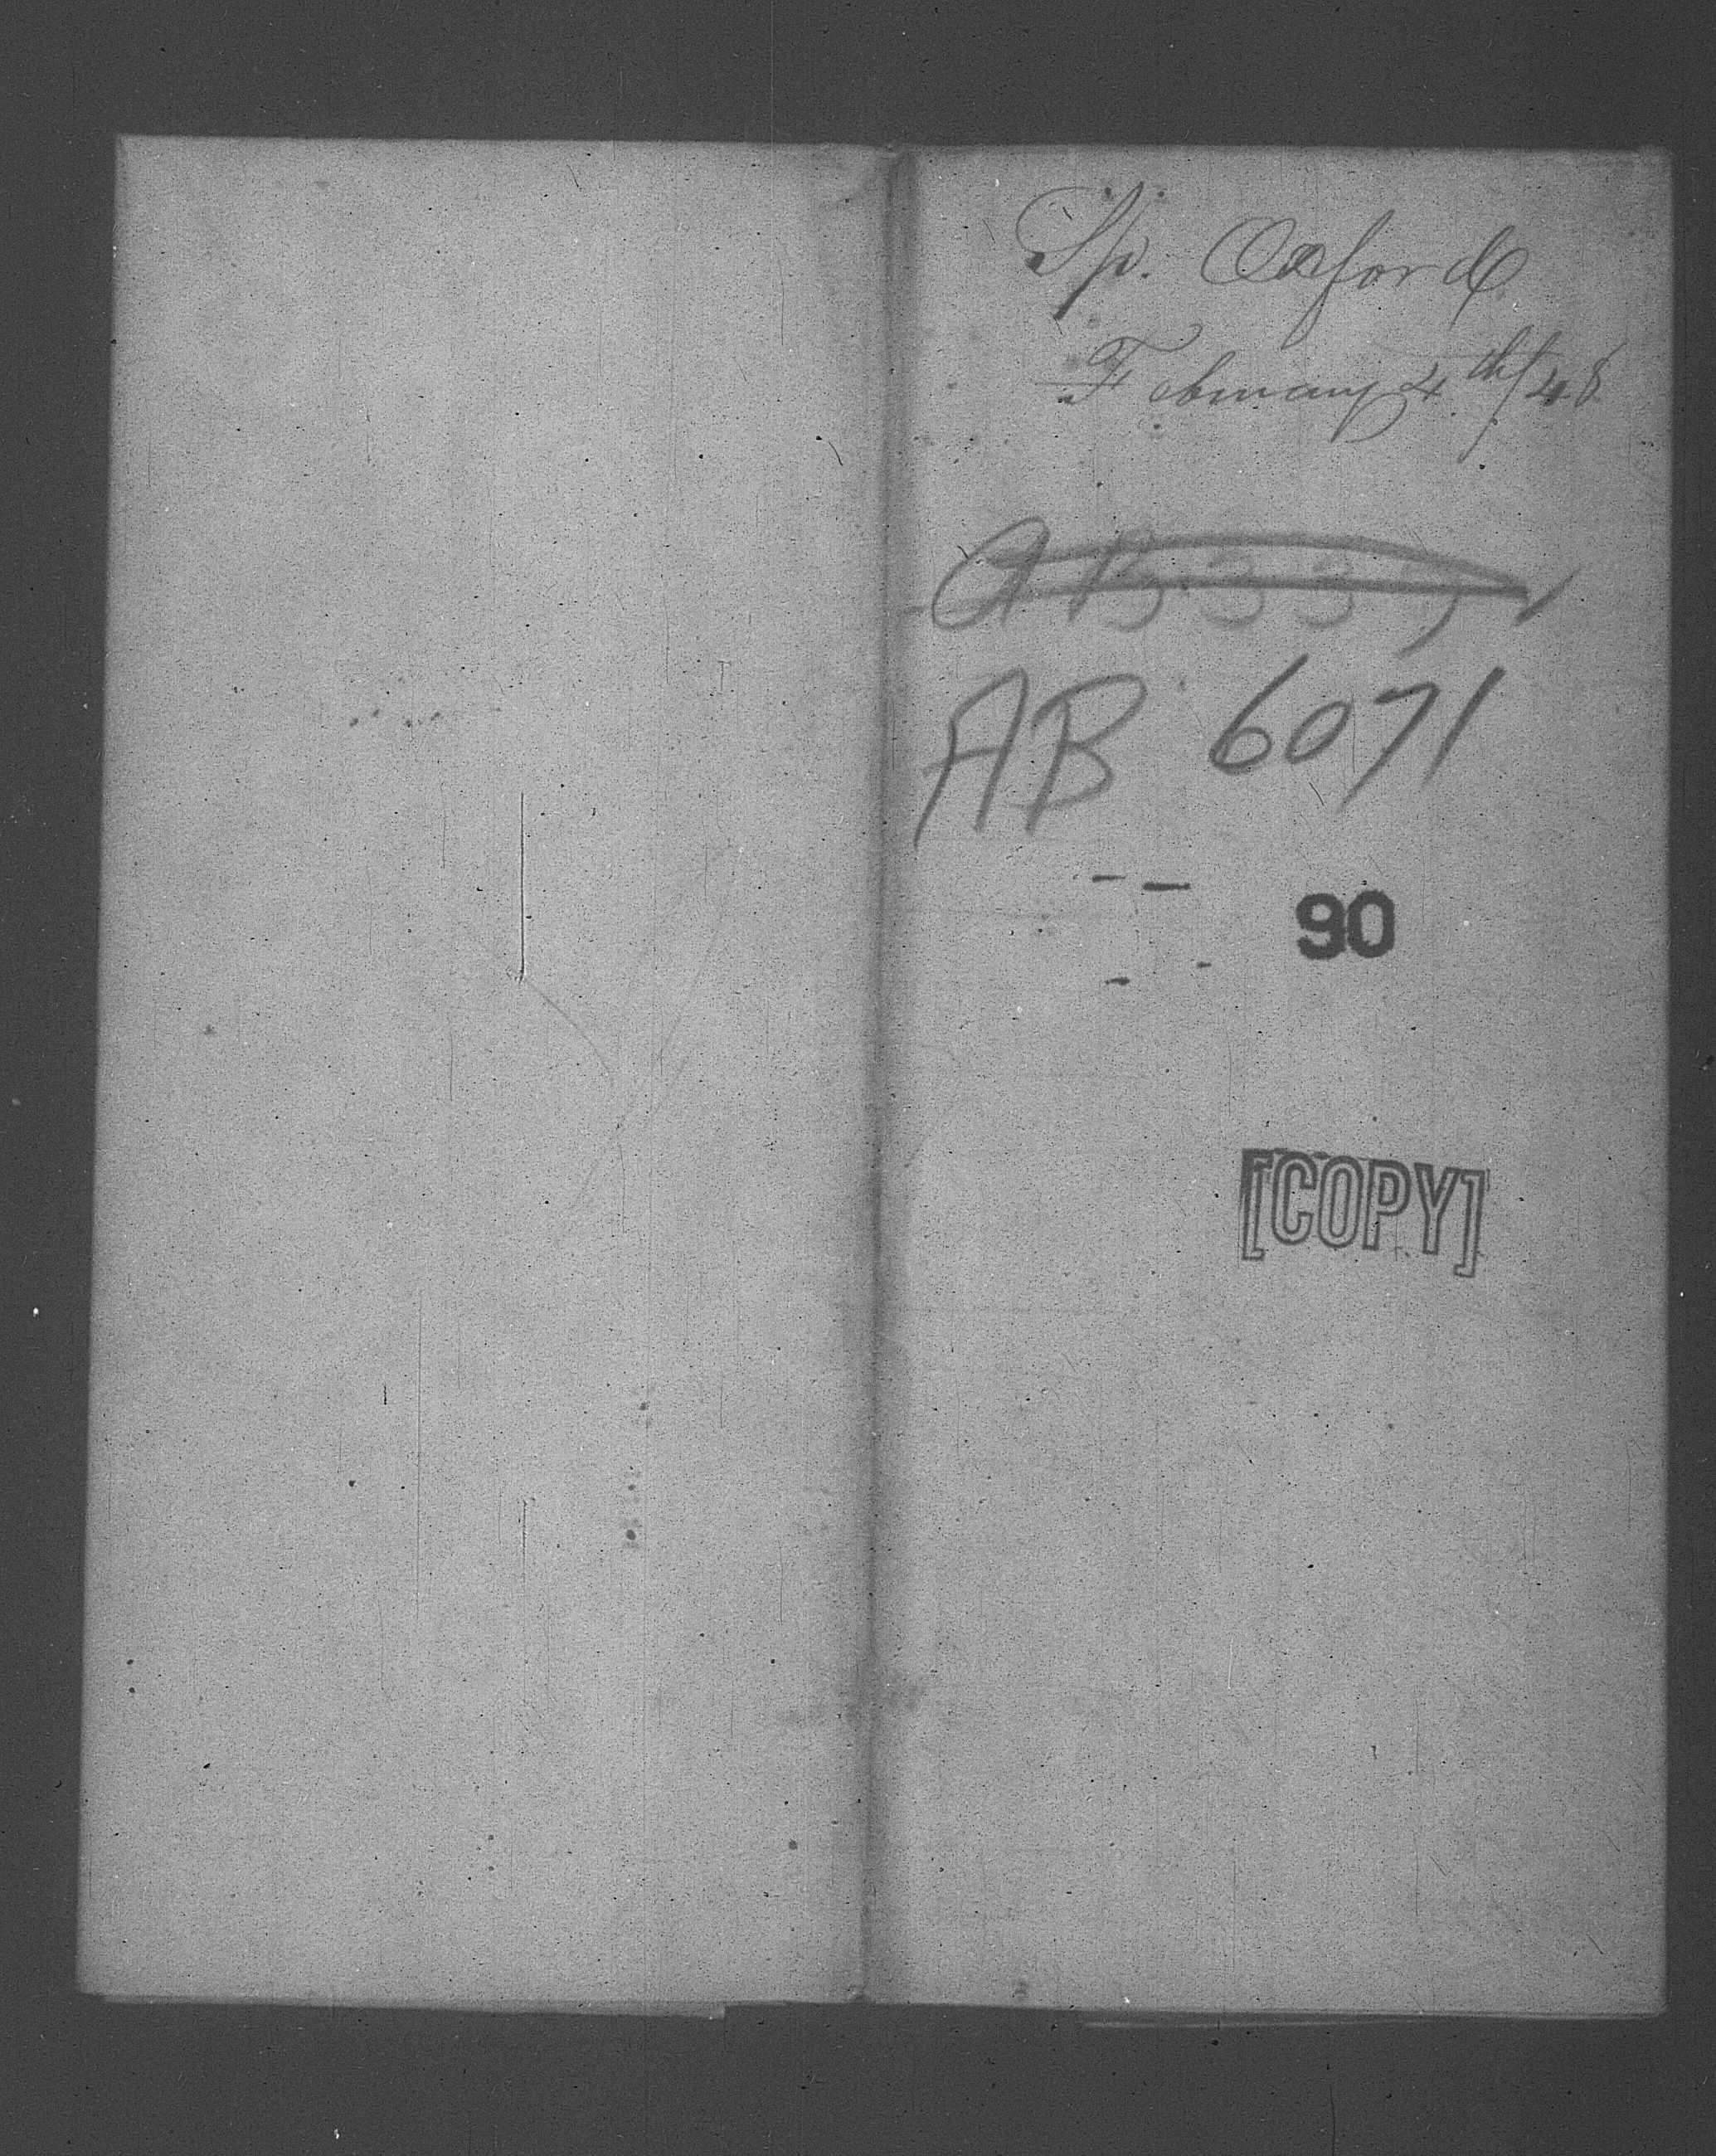 Sp. Oxford
February 4th/48
AB 6071
90
[COPY]